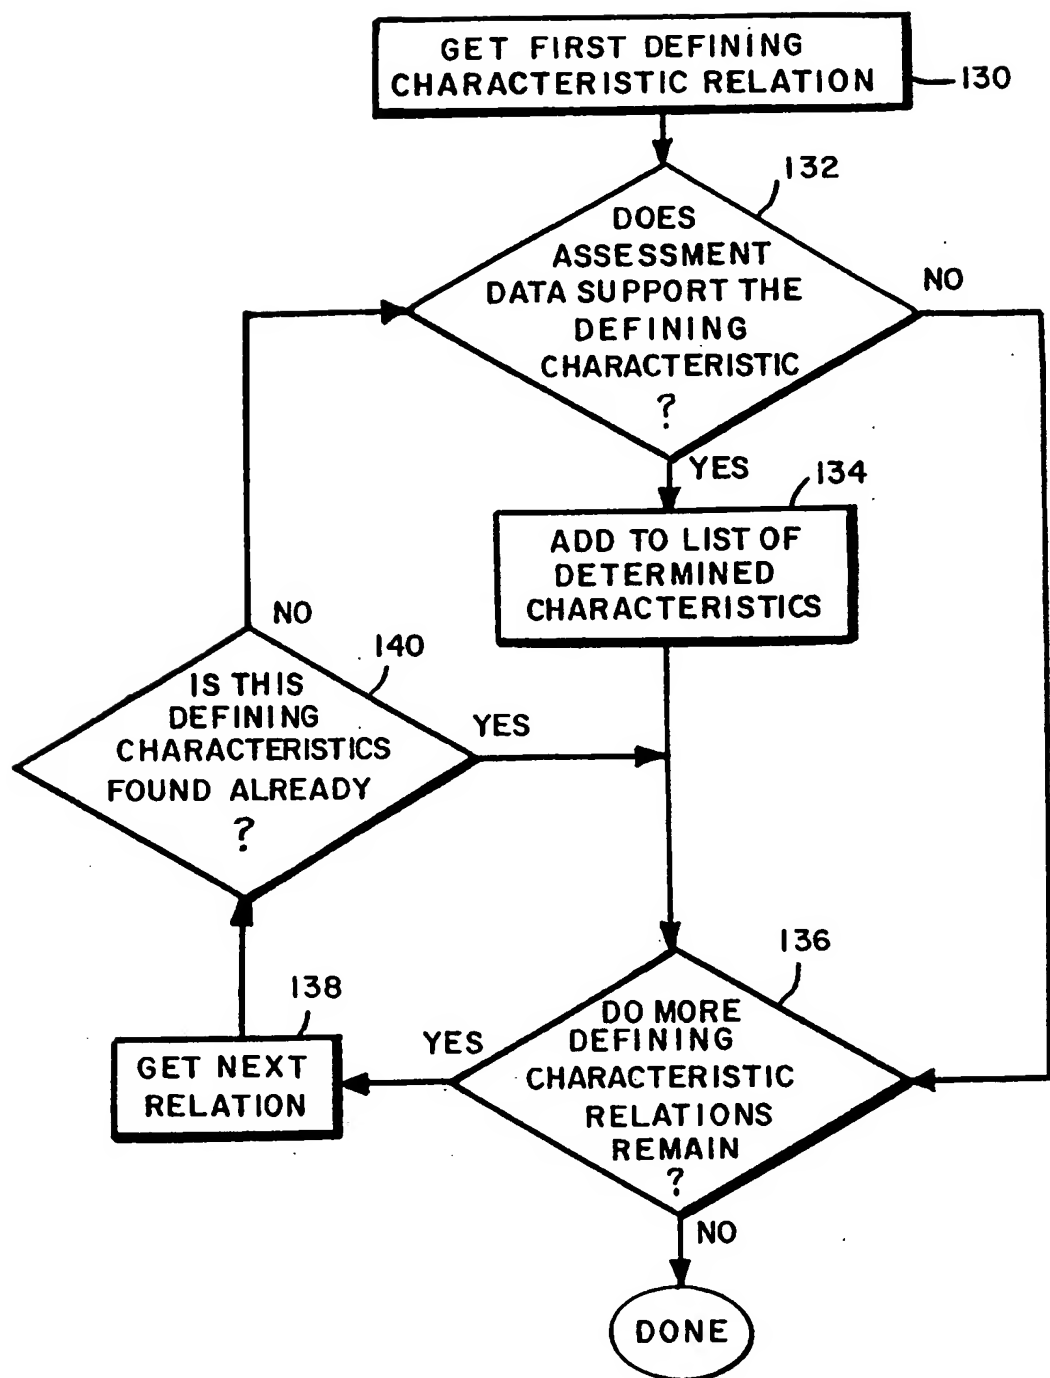 GET FIRST DEFINING
CHARACTERISTIC RELATION
130
132
DOES
ASSESSMENT
DATA SUPPORT THE
DEFINING
CHARACTERISTIC
?
NO
YES
134
ADD TO LIST OF
DETERMINED
CHARACTERISTICS
NO
140
IS THIS
DEFINING
CHARACTERISTICS
FOUND ALREADY
?
YES
136
DO MORE
DEFINING
CHARACTERISTIC
RELATIONS
REMAIN
?
YES
138
GET NEXT
RELATION
NO
DONE